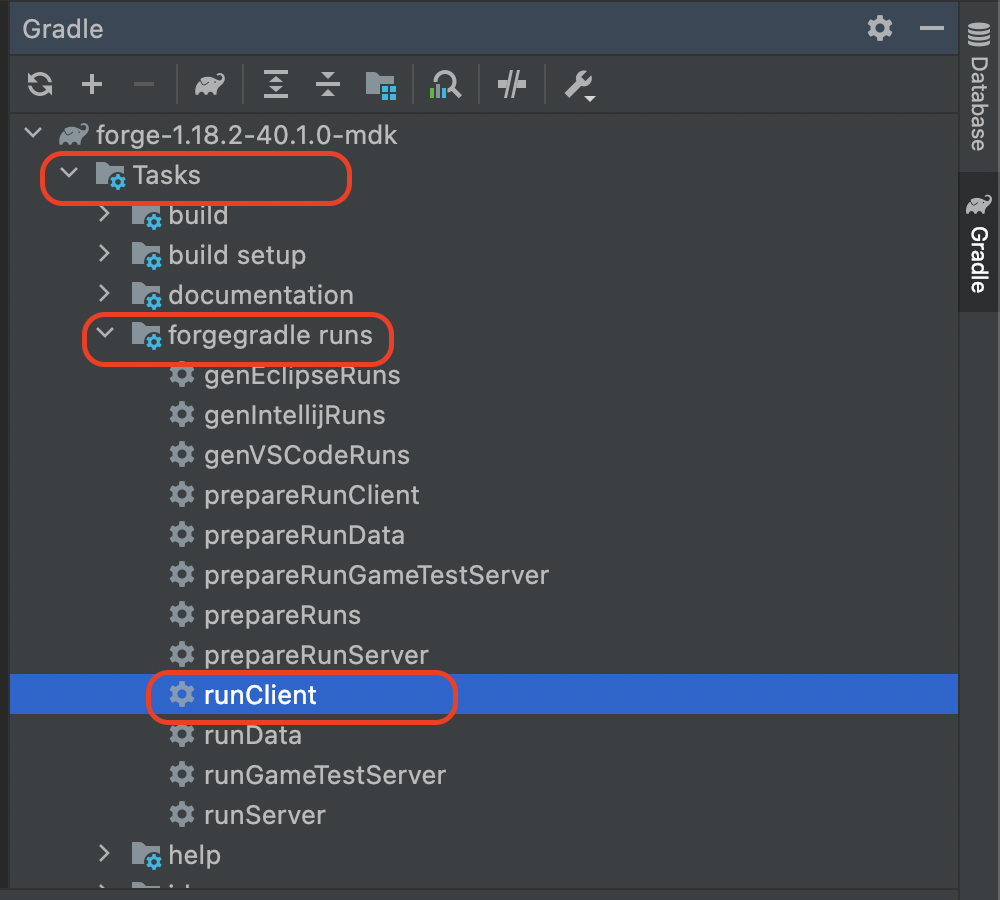 Gradle
forge-1.18.2-40.1.0-mdk
Tasks
build
build setup
documentation
forgegradle runs
genEclipseRuns
genIntellijRuns
genVSCodeRuns
prepareRunClient
prepareRunData
prepareRunGameTestServer
prepareRuns
prepareRunServer
runClient
runData
runGameTestServer
runServer
help
Database
Gradle